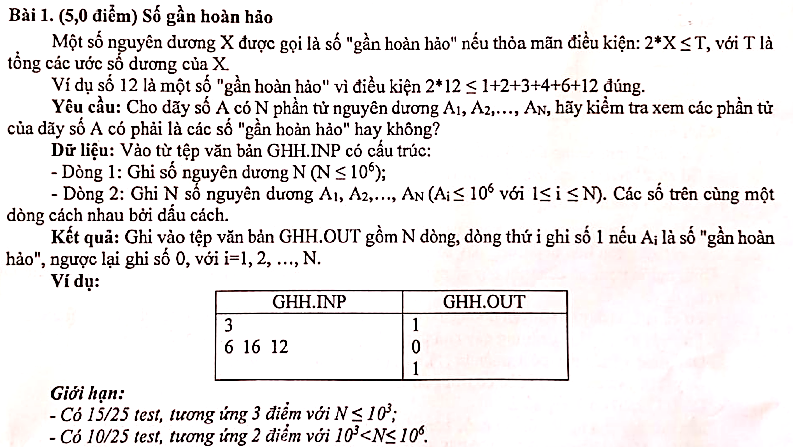 Bài 1. (5,0 điểm) Số gần hoàn hảo
Một số nguyên dương X được gọi là số "gần hoàn hảo" nếu thỏa mãn điều kiện: 2*X ≤ T, với T là
tổng các ước số dương của X.
Ví dụ số 12 là một số "gần hoàn hảo" vì điều kiện 2*12 ≤ 1+2+3+4+6+12 đúng.
Yêu cầu: Cho dãy số A có N phần tử nguyên dương A₁, A₂,…, Aₙ, hãy kiểm tra xem các phần tử
của dãy số A có phải là các số "gần hoàn hảo" hay không?
Dữ liệu: Vào từ tệp văn bản GHH.INP có cấu trúc:
- Dòng 1: Ghi số nguyên dương N (N ≤ 10⁶);
- Dòng 2: Ghi N số nguyên dương A₁, A₂,…, Aₙ (Aᵢ ≤ 10⁶ với 1≤ i ≤ N). Các số trên cùng một
dòng cách nhau bởi dấu cách.
Kết quả: Ghi vào tệp văn bản GHH.OUT gồm N dòng, dòng thứ i ghi số 1 nếu Aᵢ là số "gần hoàn
hảo", ngược lại ghi số 0, với i=1, 2, …, N.
Ví dụ:
GHH.INP GHH.OUT
3 1
6 16 12 0
1
Giới hạn:
- Có 15/25 test, tương ứng 3 điểm với N ≤ 10³;
- Có 10/25 test, tương ứng 2 điểm với 10³<N≤ 10⁶.